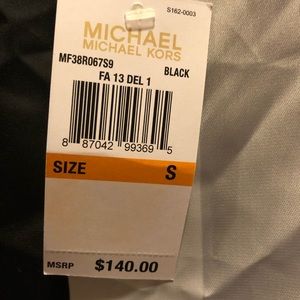 S162-0003
MICHAEL
MICHAEL KORS
MF38R067S9 BLACK
FA 13 DEL 1
8 87042 99369 5
SIZE S
MSRP $140.00